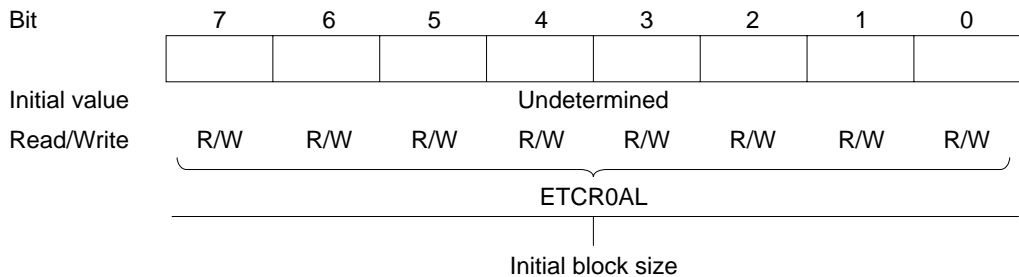 Bit 7 6 5 4 3 2 1 0
Initial value Undetermined
Read/Write R/W R/W R/W R/W R/W R/W R/W R/W
ETCR0AL
Initial block size